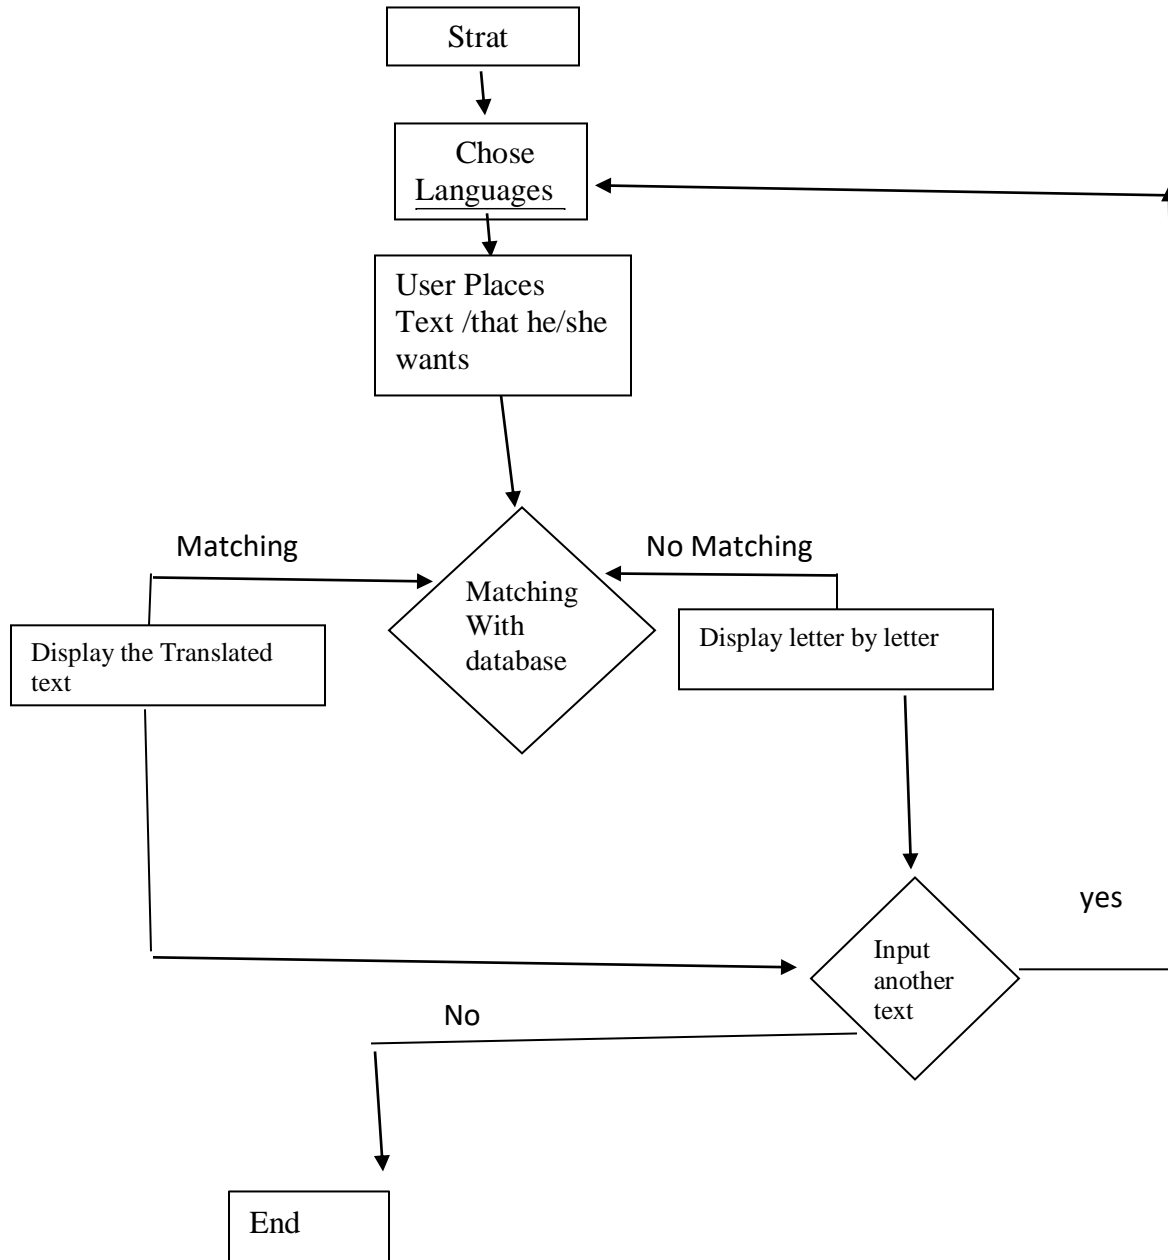 Strat
Chose
Languages
User Places
Text /that he/she
wants
Matching
No Matching
Matching
With
database
Display the Translated
text
Display letter by letter
yes
Input
another
text
No
End